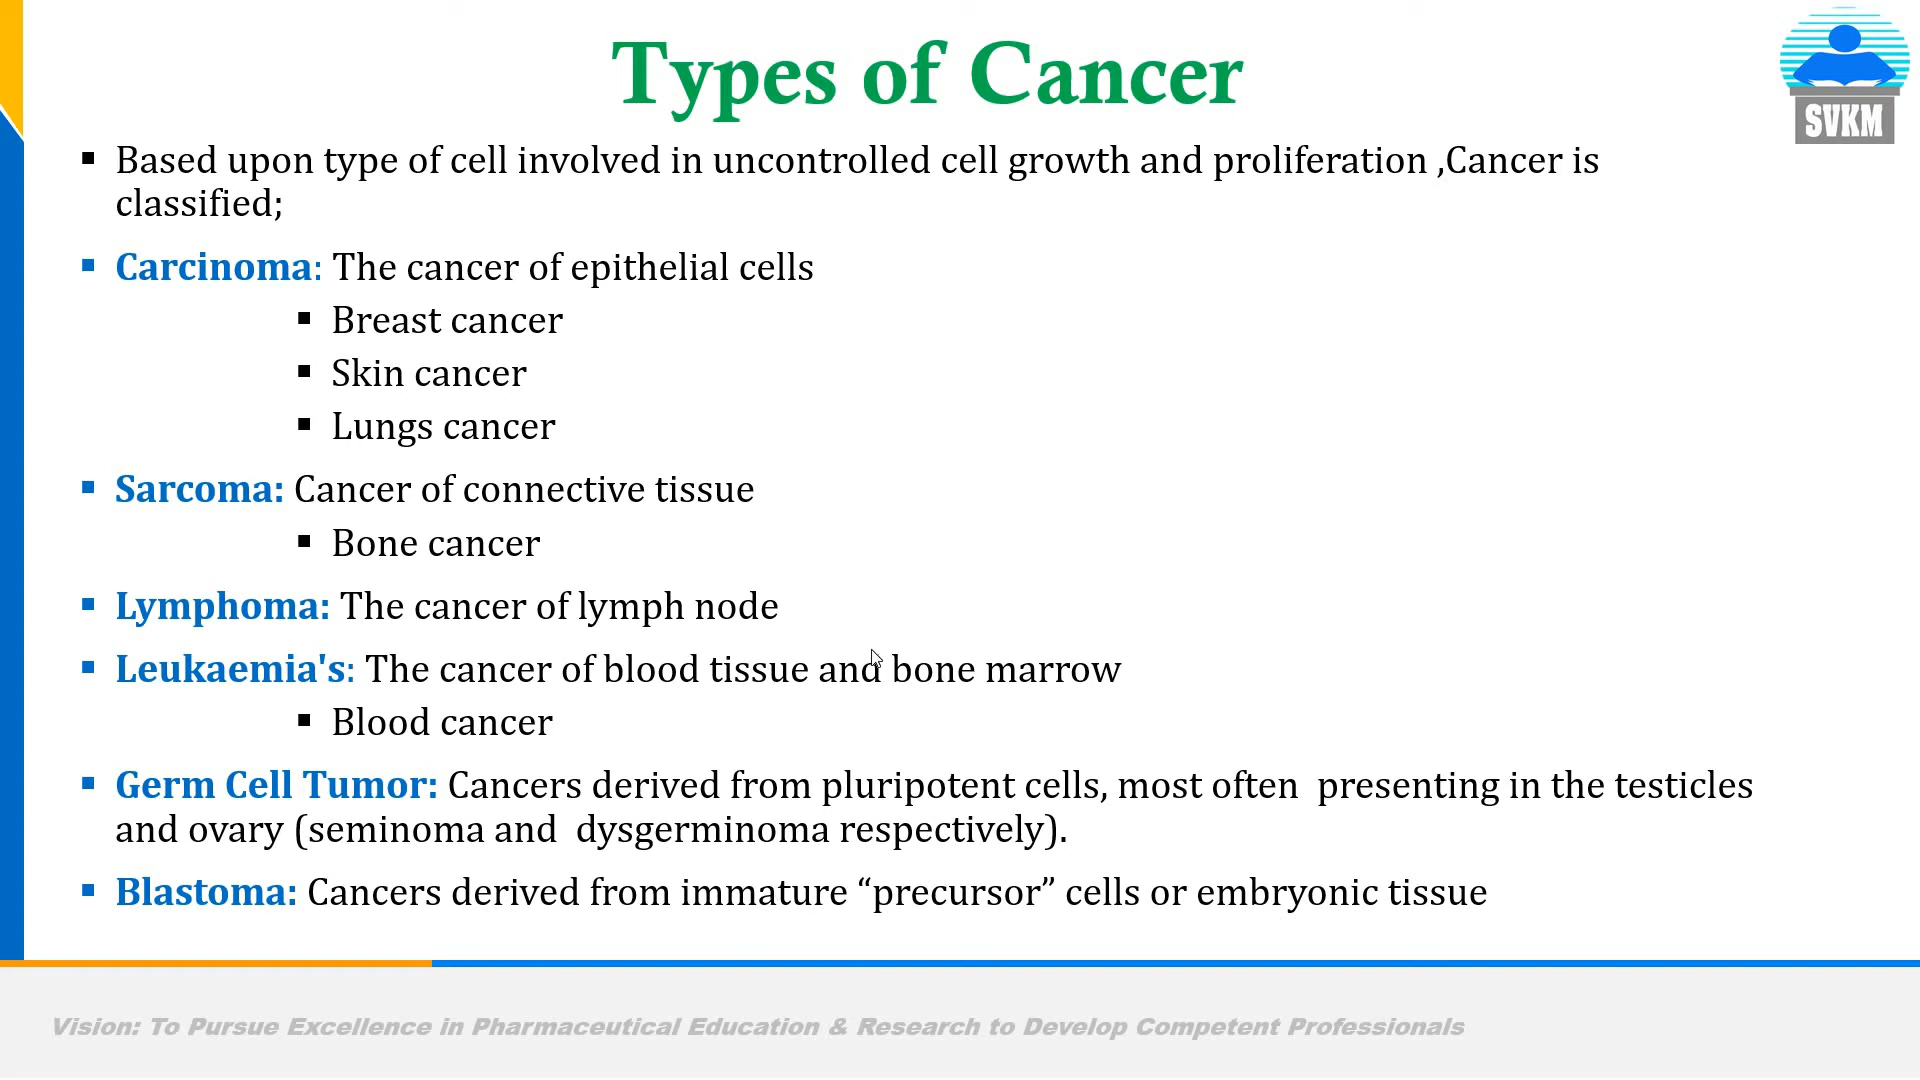 Types of Cancer
SVKM
Based upon type of cell involved in uncontrolled cell growth and proliferation ,Cancer is
classified;
Carcinoma: The cancer of epithelial cells
Breast cancer
Skin cancer
Lungs cancer
Sarcoma: Cancer of connective tissue
Bone cancer
Lymphoma: The cancer of lymph node
Leukaemia's: The cancer of blood tissue and bone marrow
Blood cancer
Germ Cell Tumor: Cancers derived from pluripotent cells, most often presenting in the testicles
and ovary (seminoma and dysgerminoma respectively).
Blastoma: Cancers derived from immature “precursor” cells or embryonic tissue
Vision: To Pursue Excellence in Pharmaceutical Education & Research to Develop Competent Professionals